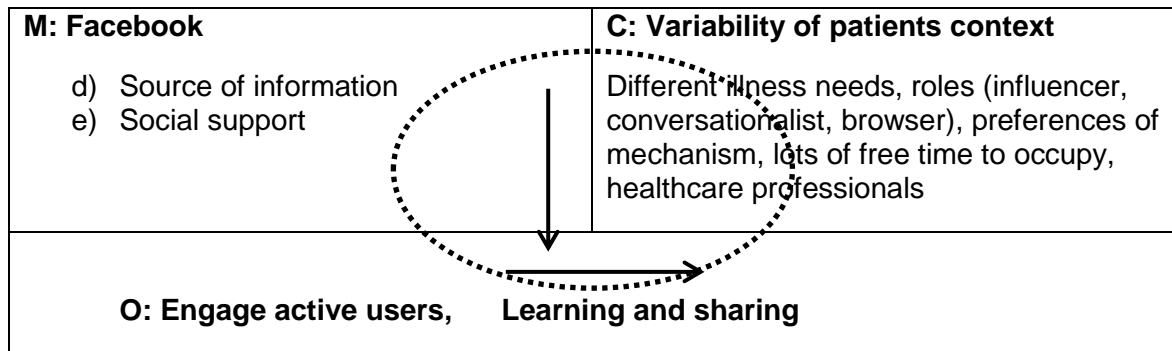 M: Facebook
d) Source of information
e) Social support
C: Variability of patients context
Different illness needs, roles (influencer,
conversationalist, browser), preferences of
mechanism, lots of free time to occupy,
healthcare professionals
O: Engage active users, Learning and sharing